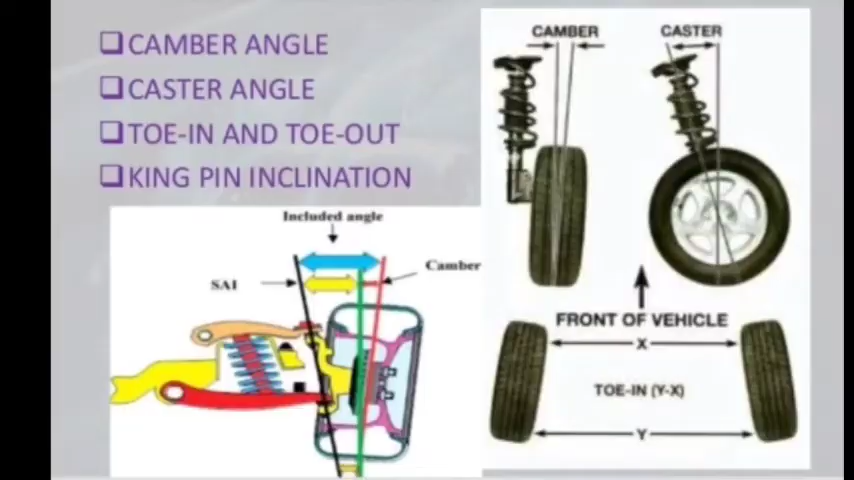 ❑CAMBER ANGLE
❑CASTER ANGLE
❑TOE-IN AND TOE-OUT
❑KING PIN INCLINATION
Included angle
SAI
Camber
CAMBER
CASTER
FRONT OF VEHICLE
X
TOE-IN (Y-X)
Y